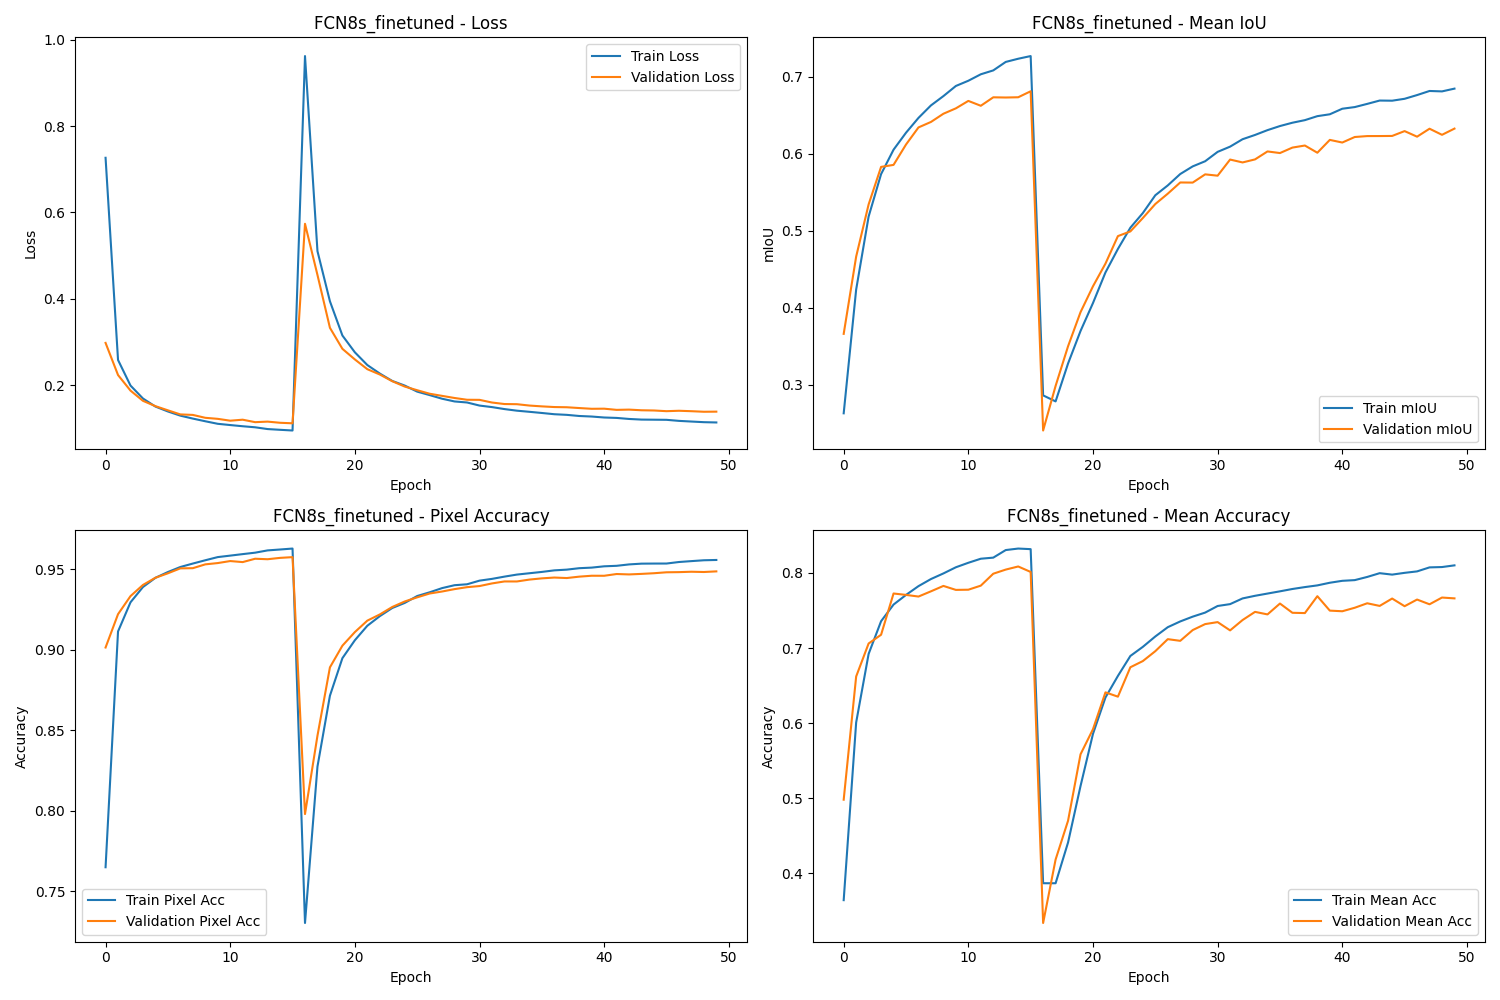 FCN8s_finetuned - Loss
1.0
0.8
0.6
0.4
0.2
Loss
0 10 20 30 40 50
Epoch
Train Loss
Validation Loss
FCN8s_finetuned - Mean IoU
0.7
0.6
0.5
0.4
0.3
mIoU
0 10 20 30 40 50
Epoch
Train mIoU
Validation mIoU
FCN8s_finetuned - Pixel Accuracy
0.95
0.90
0.85
0.80
0.75
Accuracy
Train Pixel Acc
Validation Pixel Acc
0 10 20 30 40 50
Epoch
FCN8s_finetuned - Mean Accuracy
0.8
0.7
0.6
0.5
0.4
Accuracy
Train Mean Acc
Validation Mean Acc
0 10 20 30 40 50
Epoch